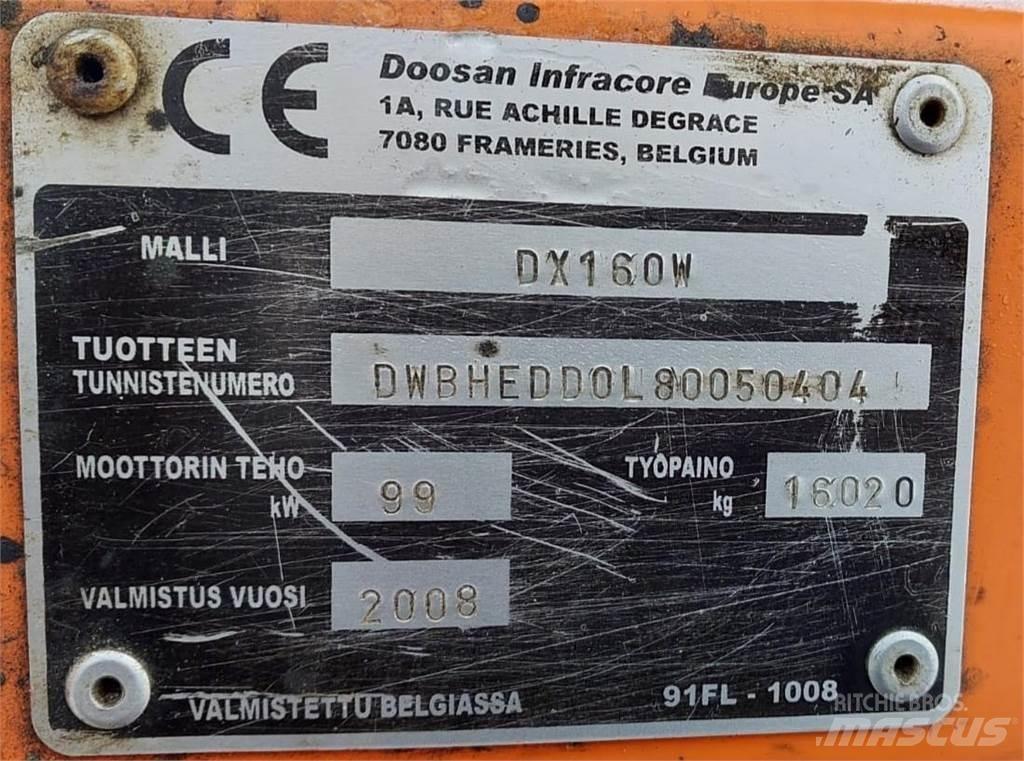 CE
Doosan Infracore Europe SA
1A, RUE ACHILLE DEGRACE
7080 FRAMERIES, BELGIUM
MALLI DX160W
TUOTTEEN
TUNNISTENUMERO DWBHEDD0L80050404
MOOTTORIN TEHO
kW 99
TYÖPAINO
kg 16020
VALMISTUS VUOSI 2008
VALMISTETTU BELGIASSA 91FL - 1008
RITCHIE BROS.
MASCUS